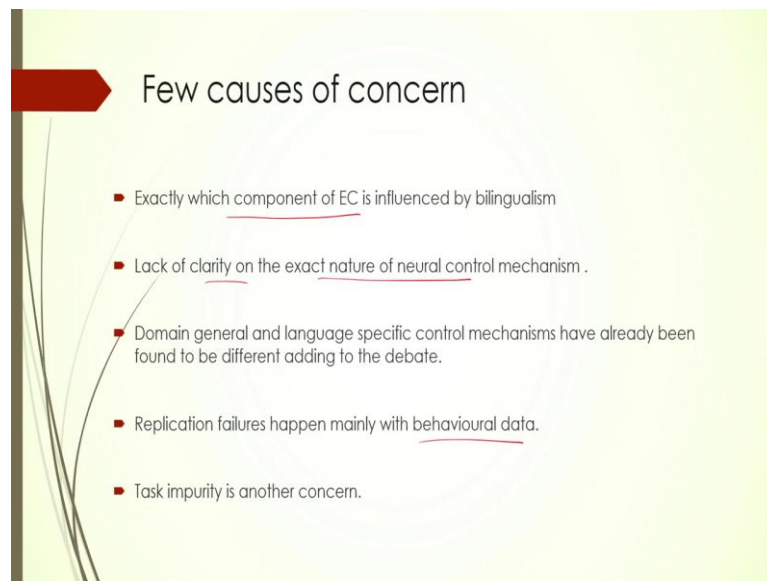 Few causes of concern
Exactly which component of EC is influenced by bilingualism
Lack of clarity on the exact nature of neural control mechanism .
Domain general and language specific control mechanisms have already been
found to be different adding to the debate.
Replication failures happen mainly with behavioural data.
Task impurity is another concern.